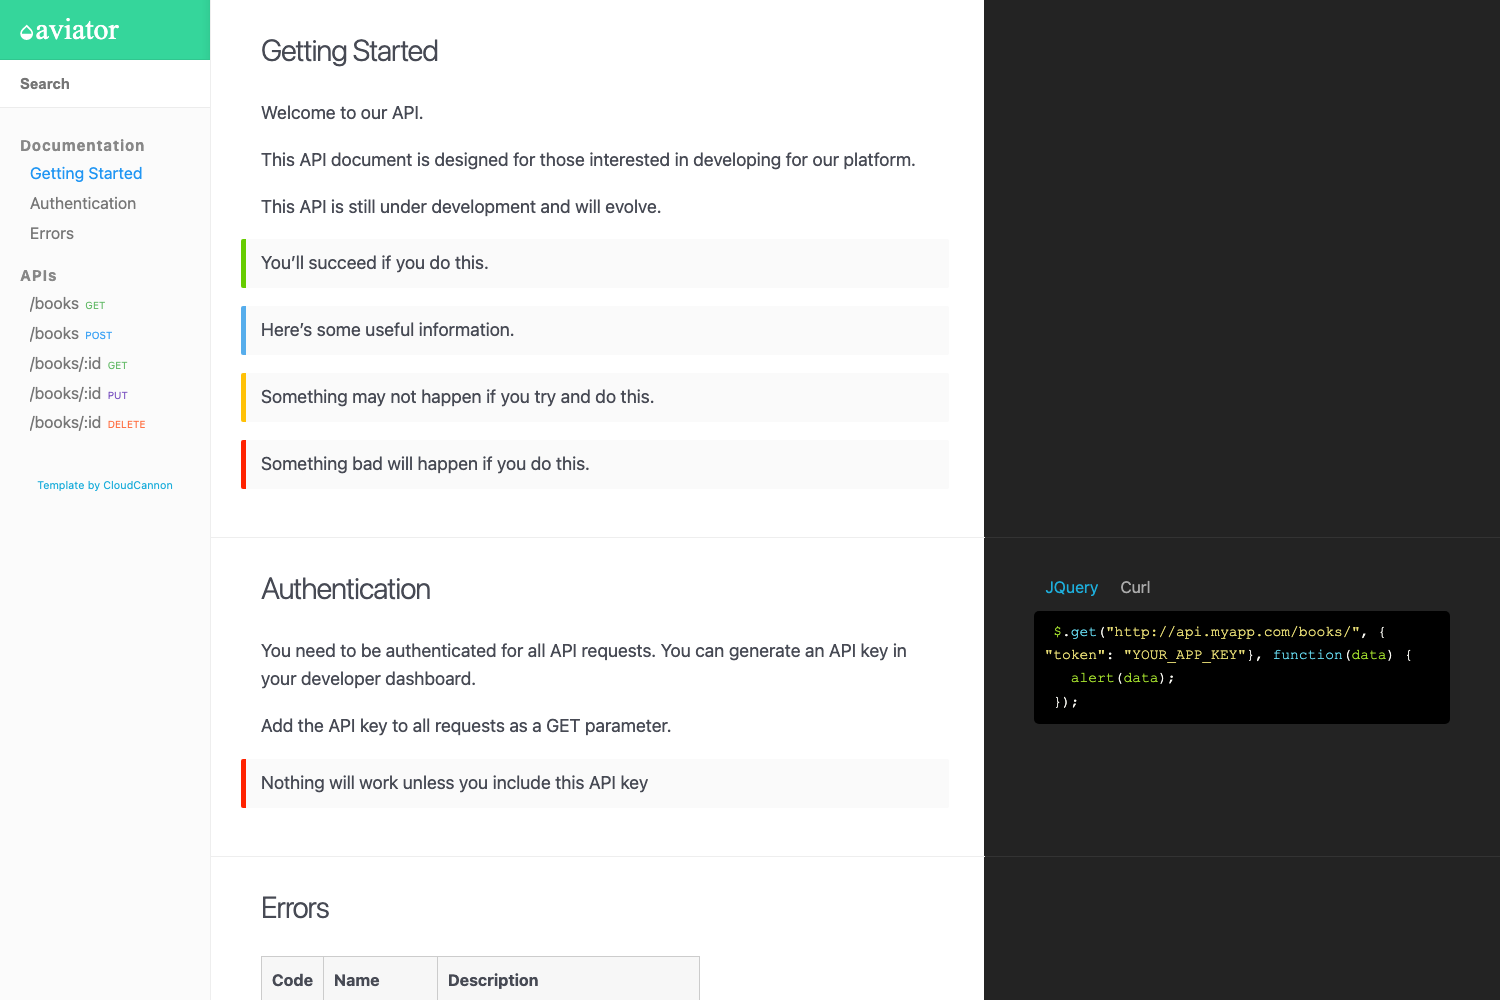 aviator
Search
Documentation
Getting Started
Authentication
Errors
APIs
/books GET
/books POST
/books/:id GET
/books/:id PUT
/books/:id DELETE
Template by CloudCannon
Getting Started
Welcome to our API.
This API document is designed for those interested in developing for our platform.
This API is still under development and will evolve.
You’ll succeed if you do this.
Here’s some useful information.
Something may not happen if you try and do this.
Something bad will happen if you do this.
Authentication
You need to be authenticated for all API requests. You can generate an API key in
your developer dashboard.
Add the API key to all requests as a GET parameter.
Nothing will work unless you include this API key
JQuery Curl
$.get("http://api.myapp.com/books/", {
"token": "YOUR_APP_KEY"}, function(data) {
alert(data);
});
Errors
Code Name Description